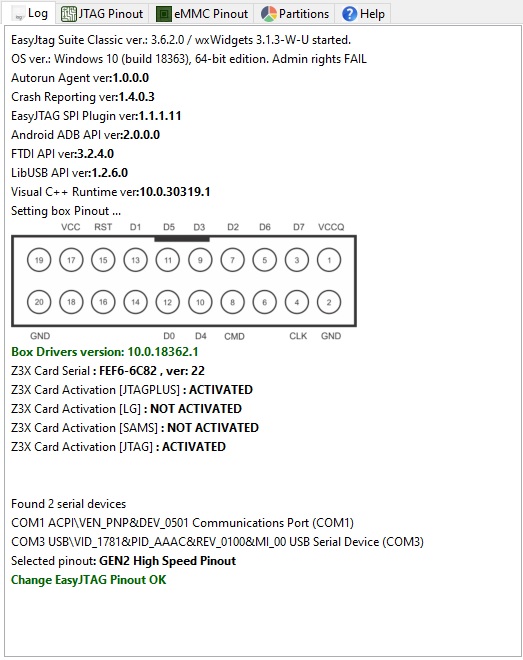 Log JTAG Pinout eMMC Pinout Partitions Help
EasyJtag Suite Classic ver.: 3.6.2.0 / wxWidgets 3.1.3-W-U started.
OS ver.: Windows 10 (build 18363), 64-bit edition. Admin rights FAIL
Autorun Agent ver:1.0.0.0
Crash Reporting ver:1.4.0.3
EasyJTAG SPI Plugin ver:1.1.1.11
Android ADB API ver:2.0.0.0
FTDI API ver:3.2.4.0
LibUSB API ver:1.2.6.0
Visual C++ Runtime ver:10.0.30319.1
Setting box Pinout ...
VCC RST D1 D5 D3 D2 D6 D7 VCCQ
19 17 15 13 11 9 7 5 3 1
20 18 16 14 12 10 8 6 4 2
GND D0 D4 CMD CLK GND
Box Drivers version: 10.0.18362.1
Z3X Card Serial : FEF6-6C82 , ver: 22
Z3X Card Activation [JTAGPLUS] : ACTIVATED
Z3X Card Activation [LG] : NOT ACTIVATED
Z3X Card Activation [SAMS] : NOT ACTIVATED
Z3X Card Activation [JTAG] : ACTIVATED
Found 2 serial devices
COM1 ACPI\VEN_PNP&DEV_0501 Communications Port (COM1)
COM3 USB\VID_1781&PID_AAAC&REV_0100&MI_00 USB Serial Device (COM3)
Selected pinout: GEN2 High Speed Pinout
Change EasyJTAG Pinout OK